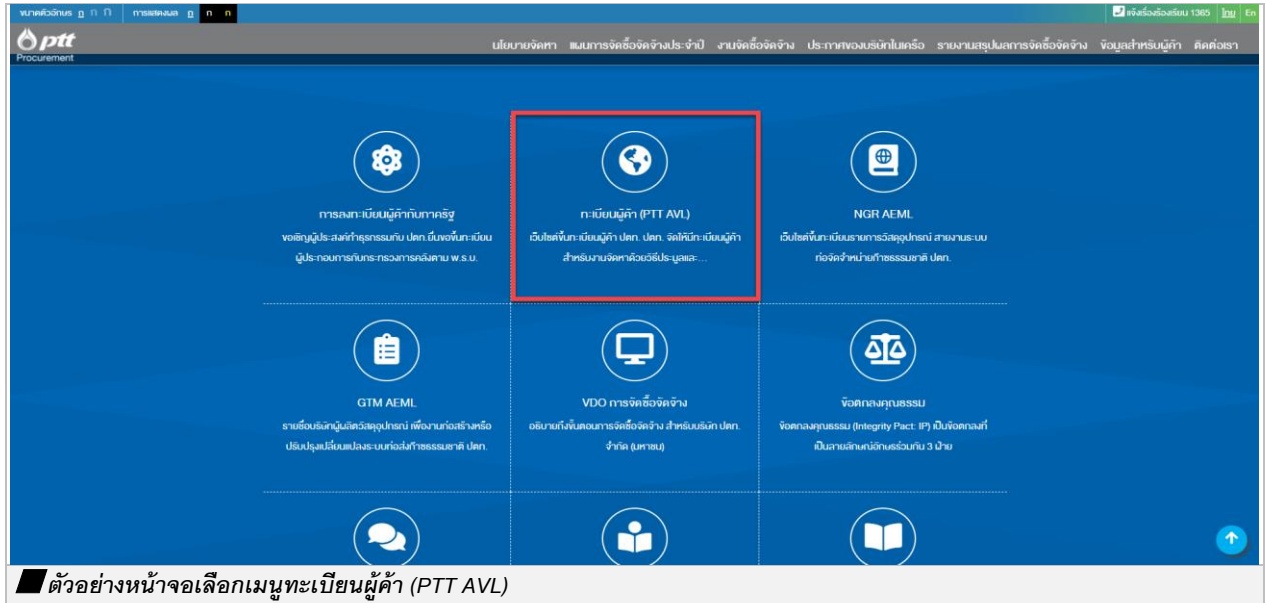 ขนาดตัวอักษร ก ก ก การแสดงผล ก ก ก แจ้งเรื่องร้องเรียน 1365 ไทย En
ptt
Procurement
นโยบายจัดหา แผนการจัดซื้อจัดจ้างประจำปี งานจัดซื้อจัดจ้าง ประกาศของบริษัทในเครือ รายงานสรุปผลการจัดซื้อจัดจ้าง ข้อมูลสำหรับผู้ค้า ติดต่อเรา
การลงทะเบียนผู้ค้ากับภาครัฐ
ขอเชิญผู้ประสงค์ทำธุรกรรมกับ ปตท.ยื่นขอขึ้นทะเบียน
ผู้ประกอบการกับกระทรวงการคลังตาม พ.ร.บ.
ทะเบียนผู้ค้า (PTT AVL)
เว็บไซต์ขึ้นทะเบียนผู้ค้า ปตท. ปตท. จัดให้มีทะเบียนผู้ค้า
สำหรับงานจัดหาด้วยวิธีประมูลและ...
NGR AEML
เว็บไซต์ขึ้นทะเบียนรายการวัสดุอุปกรณ์ สายงานระบบ
ท่อจัดจำหน่ายก๊าซธรรมชาติ ปตท.
GTM AEML
รายชื่อบริษัทผู้ผลิตวัสดุอุปกรณ์ เพื่องานก่อสร้างหรือ
ปรับปรุงเปลี่ยนแปลงระบบท่อส่งก๊าซธรรมชาติ ปตท.
VDO การจัดซื้อจัดจ้าง
อธิบายถึงขั้นตอนการจัดซื้อจัดจ้าง สำหรับบริษัท ปตท.
จำกัด (มหาชน)
ข้อตกลงคุณธรรม
ข้อตกลงคุณธรรม (Integrity Pact: IP) เป็นข้อตกลงที่
เป็นลายลักษณ์อักษรร่วมกัน 3 ฝ่าย
ตัวอย่างหน้าจอเลือกเมนูทะเบียนผู้ค้า (PTT AVL)